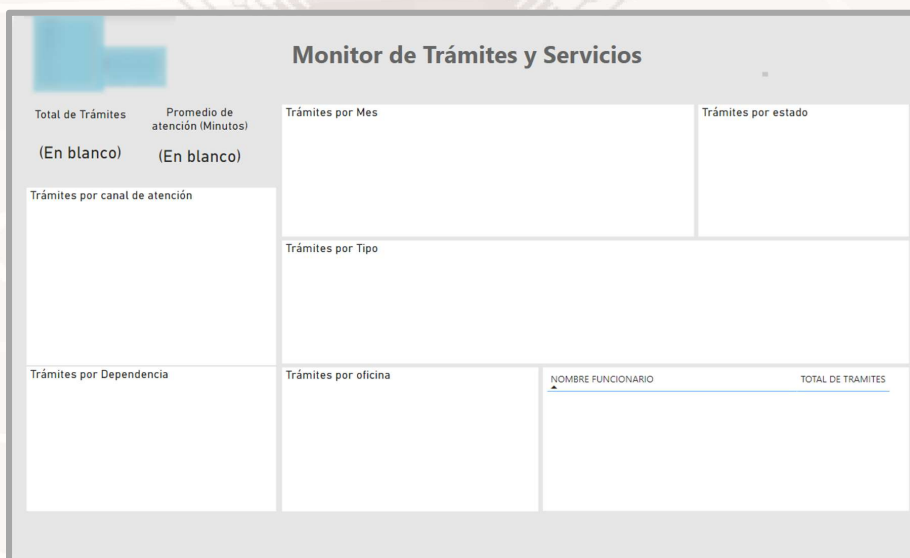 Monitor de Trámites y Servicios
Total de Trámites
(En blanco)
Promedio de
atención (Minutos)
(En blanco)
Trámites por Mes
Trámites por estado
Trámites por canal de atención
Trámites por Tipo
Trámites por Dependencia
Trámites por oficina
NOMBRE FUNCIONARIO
TOTAL DE TRAMITES